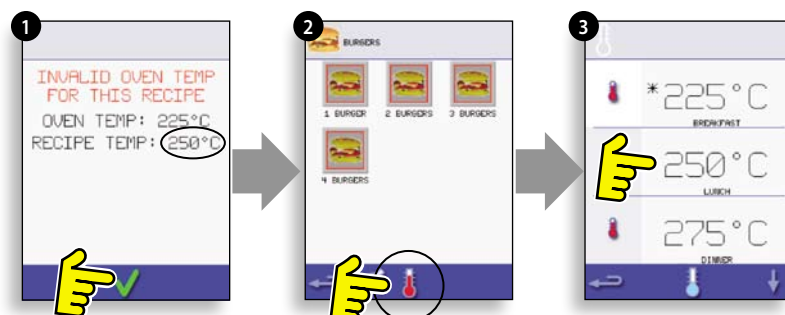 1
INVALID OVEN TEMP
FOR THIS RECIPE
OVEN TEMP: 225°C
RECIPE TEMP: 250°C
2
BURGERS
1 BURGER 2 BURGERS 3 BURGERS
4 BURGERS
3
*225°C
BREAKFAST
250°C
LUNCH
275°C
DINNER